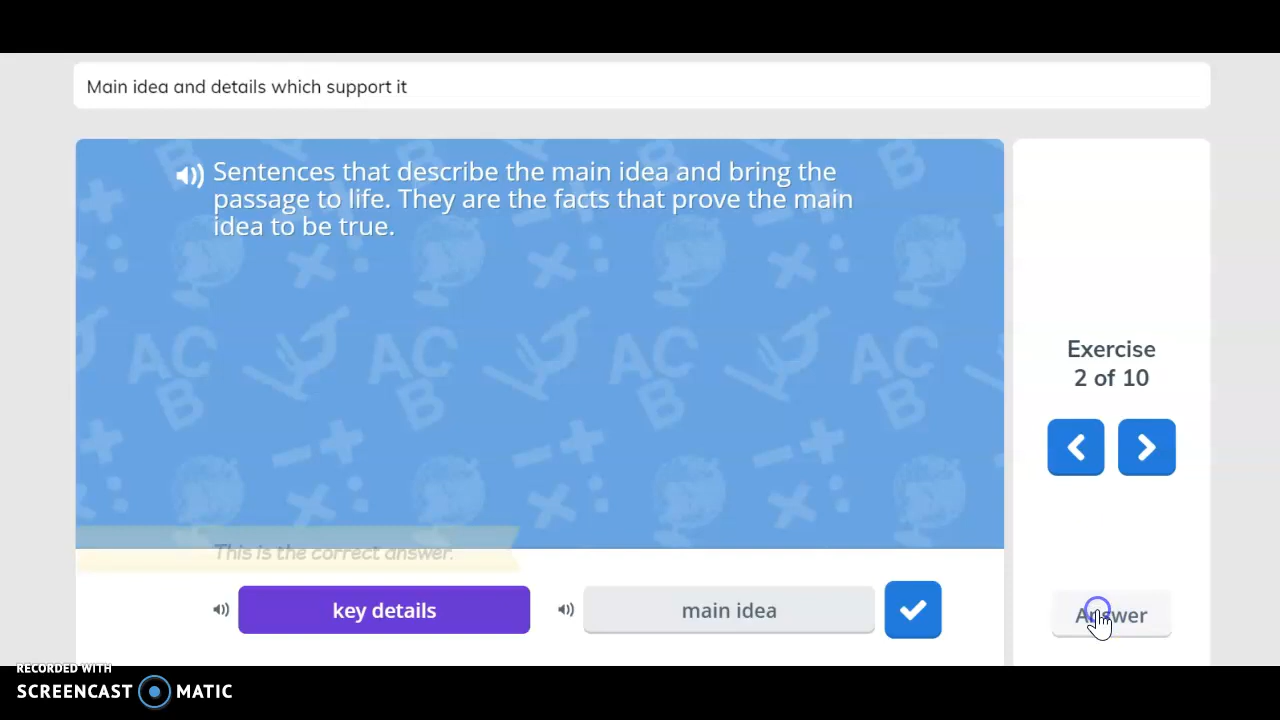 Main idea and details which support it
Sentences that describe the main idea and bring the
passage to life. They are the facts that prove the main
idea to be true.
A B C B
A B C B
A B C B
A B C B
Exercise
2 of 10
This is the correct answer.
key details
main idea
Answer
RECORDED WITH
SCREENCAST MATIC